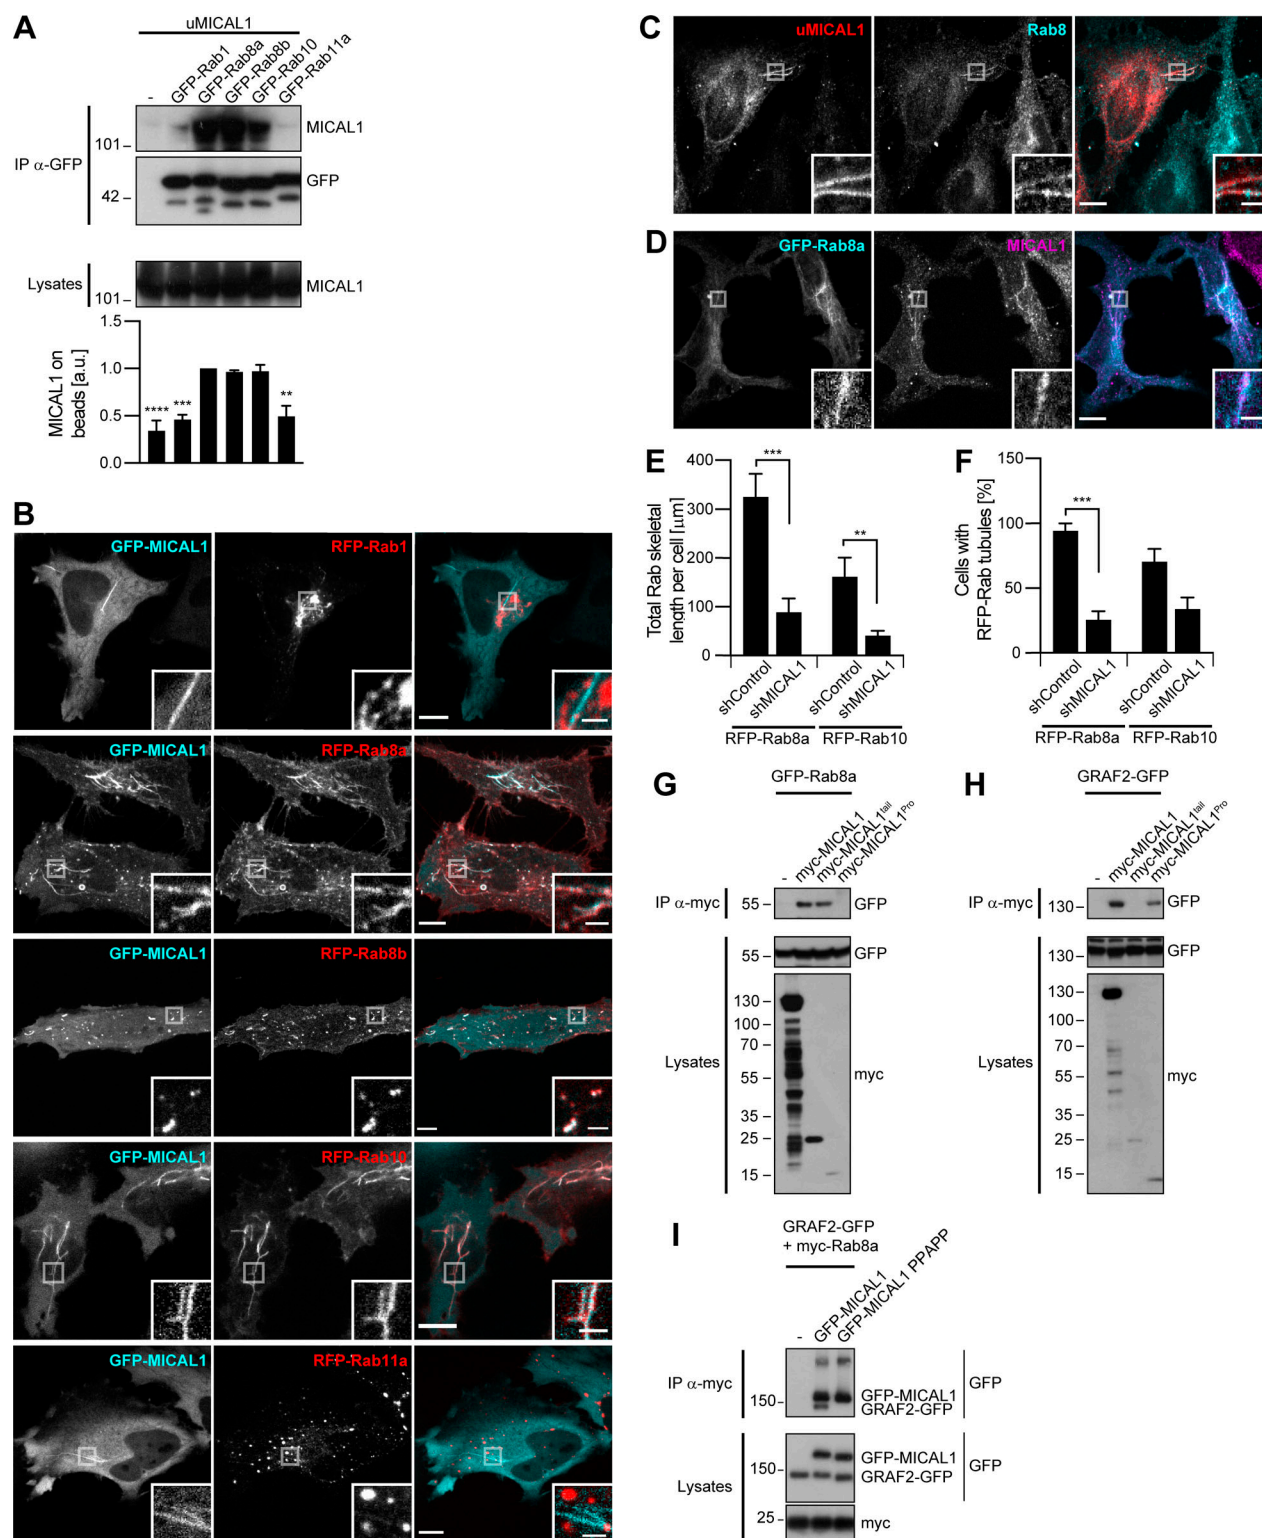 A
uMICAL1
-
GFP-Rab1
GFP-Rab8a
GFP-Rab8b
GFP-Rab10
GFP-Rab11a
IP α-GFP
101
MICAL1
42
GFP
Lysates
101
MICAL1
MICAL1 on
beads [a.u.]
1.5
1.0
0.5
0.0
****
***
**
B
GFP-MICAL1
RFP-Rab1
GFP-MICAL1
RFP-Rab8a
GFP-MICAL1
RFP-Rab8b
GFP-MICAL1
RFP-Rab10
GFP-MICAL1
RFP-Rab11a
C
uMICAL1
Rab8
D
GFP-Rab8a
MICAL1
E
Total Rab skeletal
length per cell [µm]
400
300
200
100
0
***
**
shControl
shMICAL1
shControl
shMICAL1
RFP-Rab8a
RFP-Rab10
F
Cells with
RFP-Rab tubules [%]
150
100
50
0
***
shControl
shMICAL1
shControl
shMICAL1
RFP-Rab8a
RFP-Rab10
G
GFP-Rab8a
-
myc-MICAL1
myc-MICAL1tail
myc-MICAL1Pro
IP α-myc
55
GFP
Lysates
55
GFP
130
100
70
55
35
25
15
myc
H
GRAF2-GFP
-
myc-MICAL1
myc-MICAL1tail
myc-MICAL1Pro
IP α-myc
130
GFP
Lysates
130
GFP
130
100
70
55
35
25
15
myc
I
GRAF2-GFP
+ myc-Rab8a
-
GFP-MICAL1
GFP-MICAL1 PPAPP
IP α-myc
150
GFP-MICAL1
GRAF2-GFP
GFP
Lysates
150
GFP-MICAL1
GRAF2-GFP
GFP
25
myc